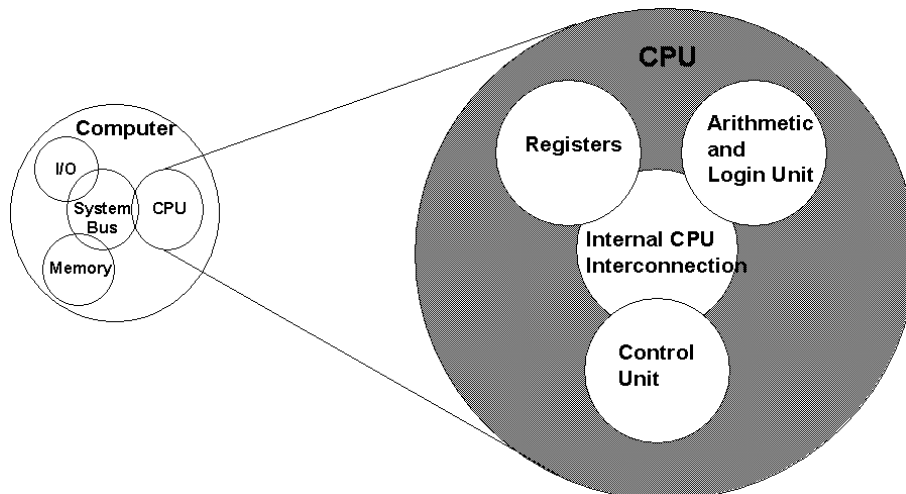 Computer
I/O
System
Bus
CPU
Memory
CPU
Registers
Arithmetic
and
Login Unit
Internal CPU
Interconnection
Control
Unit